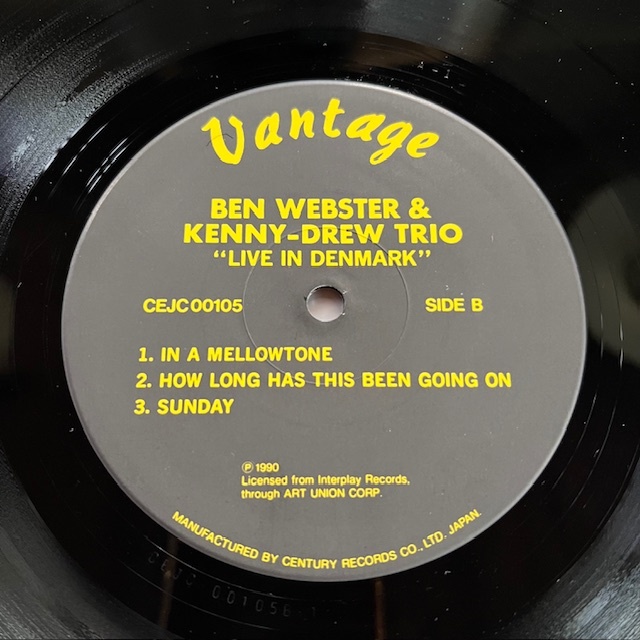 Vantage
BEN WEBSTER &
KENNY-DREW TRIO
"LIVE IN DENMARK"
CEJC00105 SIDE B
1. IN A MELLOWTONE
2. HOW LONG HAS THIS BEEN GOING ON
3. SUNDAY
℗ 1990
Licensed from Interplay Records,
through ART UNION CORP.
MANUFACTURED BY CENTURY RECORDS CO., LTD. JAPAN.